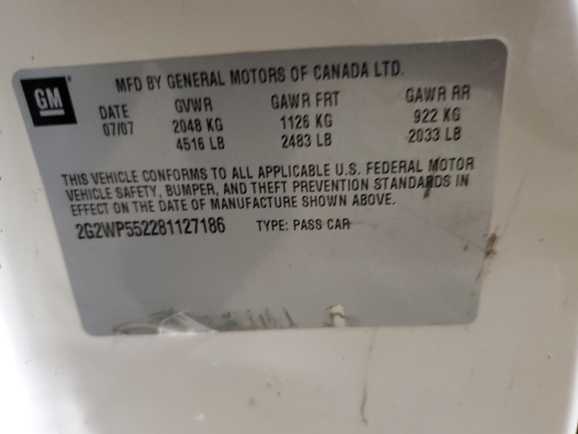 GM
MFD BY GENERAL MOTORS OF CANADA LTD.
DATE GVWR GAWR FRT GAWR RR
07/07 2048 KG 1126 KG 922 KG
4516 LB 2483 LB 2033 LB
THIS VEHICLE CONFORMS TO ALL APPLICABLE U.S. FEDERAL MOTOR
VEHICLE SAFETY, BUMPER, AND THEFT PREVENTION STANDARDS IN
EFFECT ON THE DATE OF MANUFACTURE SHOWN ABOVE.
2G2WP552281127186 TYPE: PASS CAR